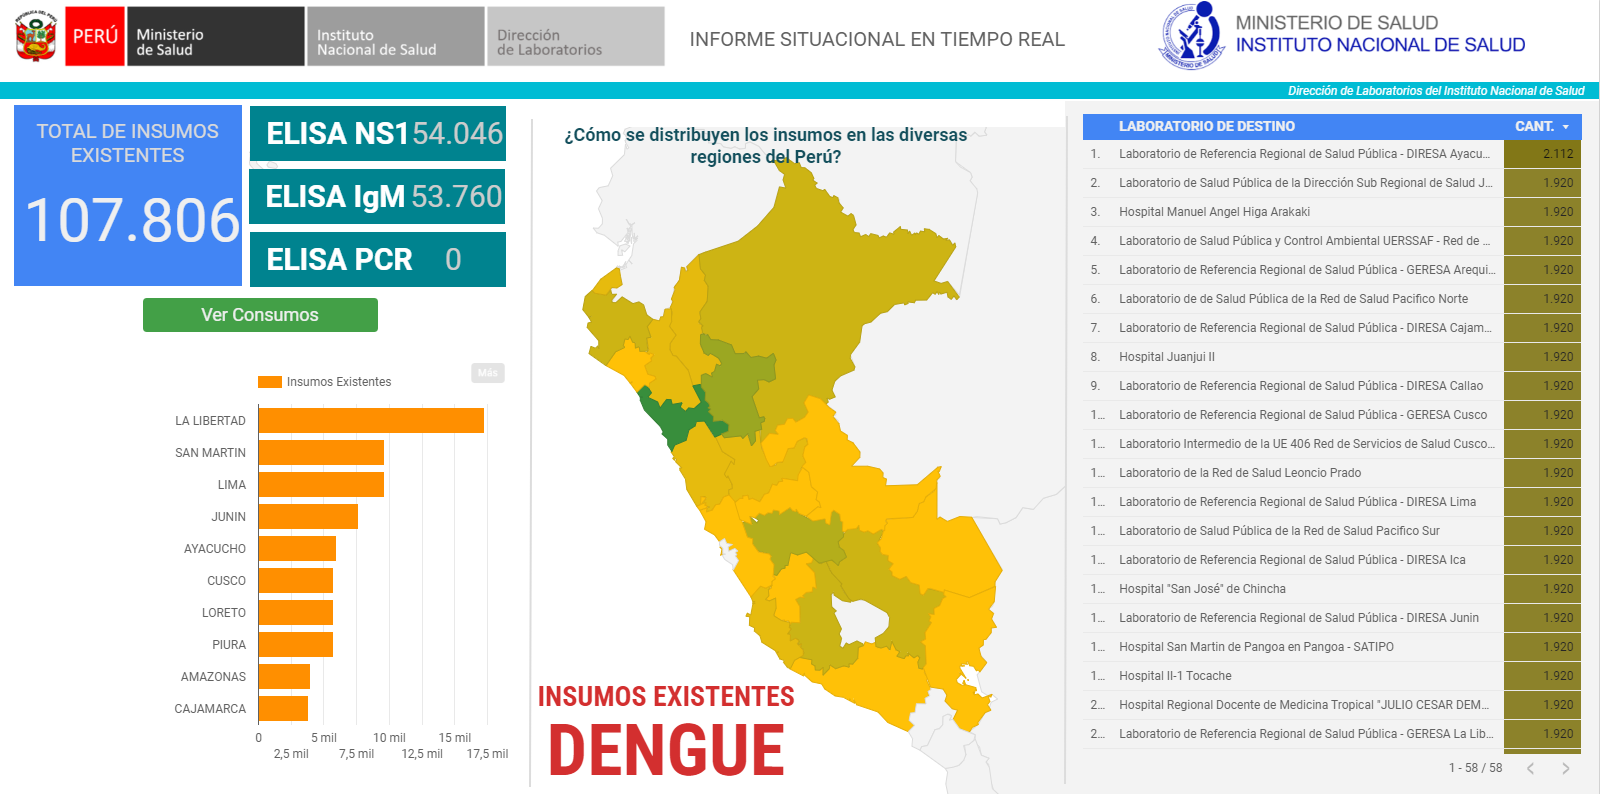 PERÚ
Ministerio
de Salud
Instituto
Nacional de Salud
Dirección
de Laboratorios
INFORME SITUACIONAL EN TIEMPO REAL
MINISTERIO DE SALUD
INSTITUTO NACIONAL DE SALUD
Dirección de Laboratorios del Instituto Nacional de Salud
TOTAL DE INSUMOS
EXISTENTES
107.806
ELISA NS1 54.046
ELISA IgM 53.760
ELISA PCR 0
Ver Consumos
Más
Insumos Existentes
LA LIBERTAD
SAN MARTIN
LIMA
JUNIN
AYACUCHO
CUSCO
LORETO
PIURA
AMAZONAS
CAJAMARCA
0 5 mil 10 mil 15 mil
2,5 mil 7,5 mil 12,5 mil 17,5 mil
¿Cómo se distribuyen los insumos en las diversas
regiones del Perú?
INSUMOS EXISTENTES
DENGUE
LABORATORIO DE DESTINO CANT.
1. Laboratorio de Referencia Regional de Salud Pública - DIRESA Ayacu... 2.112
2. Laboratorio de Salud Pública de la Dirección Sub Regional de Salud J... 1.920
3. Hospital Manuel Angel Higa Arakaki 1.920
4. Laboratorio de Salud Pública y Control Ambiental UERSSAF - Red de ... 1.920
5. Laboratorio de Referencia Regional de Salud Pública - GERESA Arequi... 1.920
6. Laboratorio de de Salud Pública de la Red de Salud Pacifico Norte 1.920
7. Laboratorio de Referencia Regional de Salud Pública - DIRESA Cajam... 1.920
8. Hospital Juanjui II 1.920
9. Laboratorio de Referencia Regional de Salud Pública - DIRESA Callao 1.920
1... Laboratorio de Referencia Regional de Salud Pública - GERESA Cusco 1.920
1... Laboratorio Intermedio de la UE 406 Red de Servicios de Salud Cusco... 1.920
1... Laboratorio de la Red de Salud Leoncio Prado 1.920
1... Laboratorio de Referencia Regional de Salud Pública - DIRESA Lima 1.920
1... Laboratorio de Salud Pública de la Red de Salud Pacifico Sur 1.920
1... Laboratorio de Referencia Regional de Salud Pública - DIRESA Ica 1.920
1... Hospital "San José" de Chincha 1.920
1... Laboratorio de Referencia Regional de Salud Pública - DIRESA Junin 1.920
1... Hospital San Martin de Pangoa en Pangoa - SATIPO 1.920
1... Hospital II-1 Tocache 1.920
2... Hospital Regional Docente de Medicina Tropical "JULIO CESAR DEM... 1.920
2... Laboratorio de Referencia Regional de Salud Pública - GERESA La Lib... 1.920
1 - 58 / 58